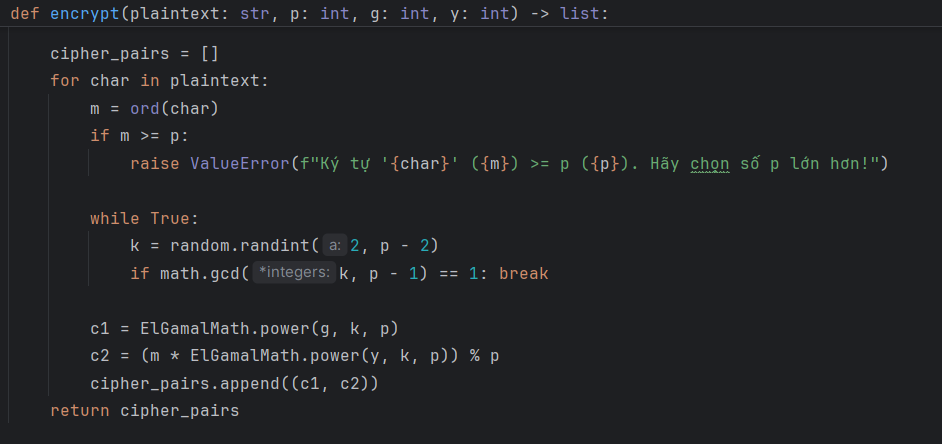 def encrypt(plaintext: str, p: int, g: int, y: int) -> list:
cipher_pairs = []
for char in plaintext:
m = ord(char)
if m >= p:
raise ValueError(f"Ký tự '{char}' ({m}) >= p ({p}). Hãy chọn số p lớn hơn!")
while True:
k = random.randint(a: 2, p - 2)
if math.gcd(*integers: k, p - 1) == 1: break
c1 = ElGamalMath.power(g, k, p)
c2 = (m * ElGamalMath.power(y, k, p)) % p
cipher_pairs.append((c1, c2))
return cipher_pairs